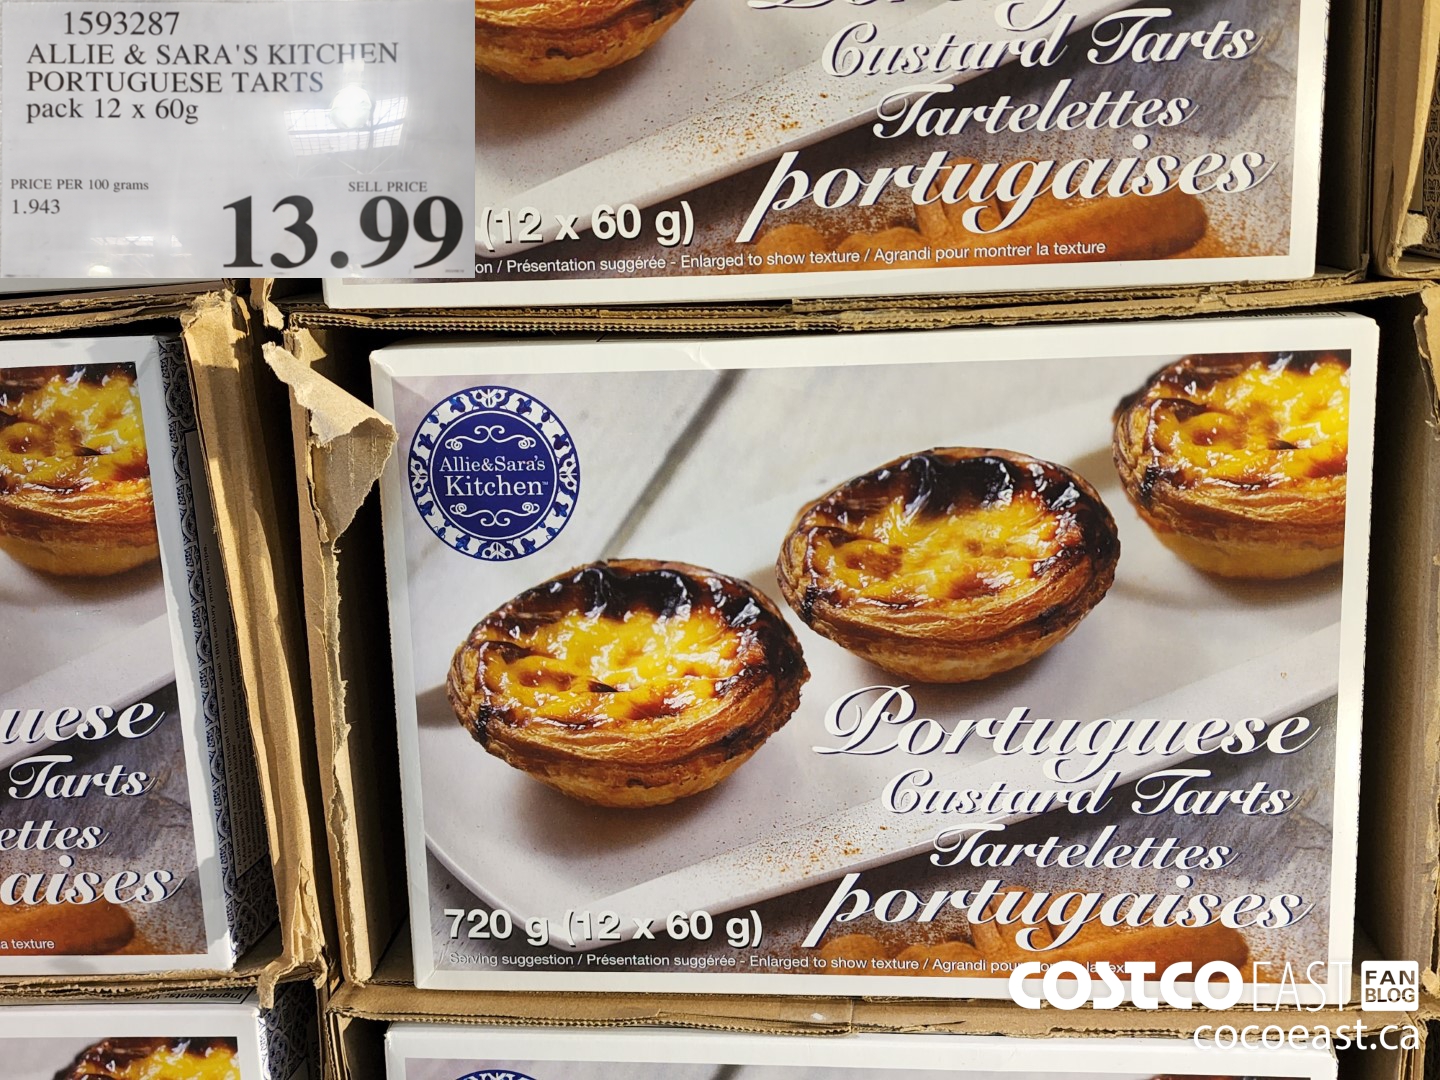 1593287
ALLIE & SARA'S KITCHEN
PORTUGUESE TARTS
pack 12 x 60g
PRICE PER 100 grams
1.943
SELL PRICE
13.99
Custard Tarts
Tartelettes
portugaises
(12 x 60 g)
on / Présentation suggérée - Enlarged to show texture / Agrandi pour montrer la texture
uese
Tarts
ettes
aises
la texture
Allie&Sara's
Kitchen
Portuguese
Custard Tarts
Tartelettes
portugaises
720 g (12 x 60 g)
Serving suggestion / Présentation suggérée - Enlarged to show texture / Agrandi
COSTCO EAST FAN
BLOG
cocoeast.ca